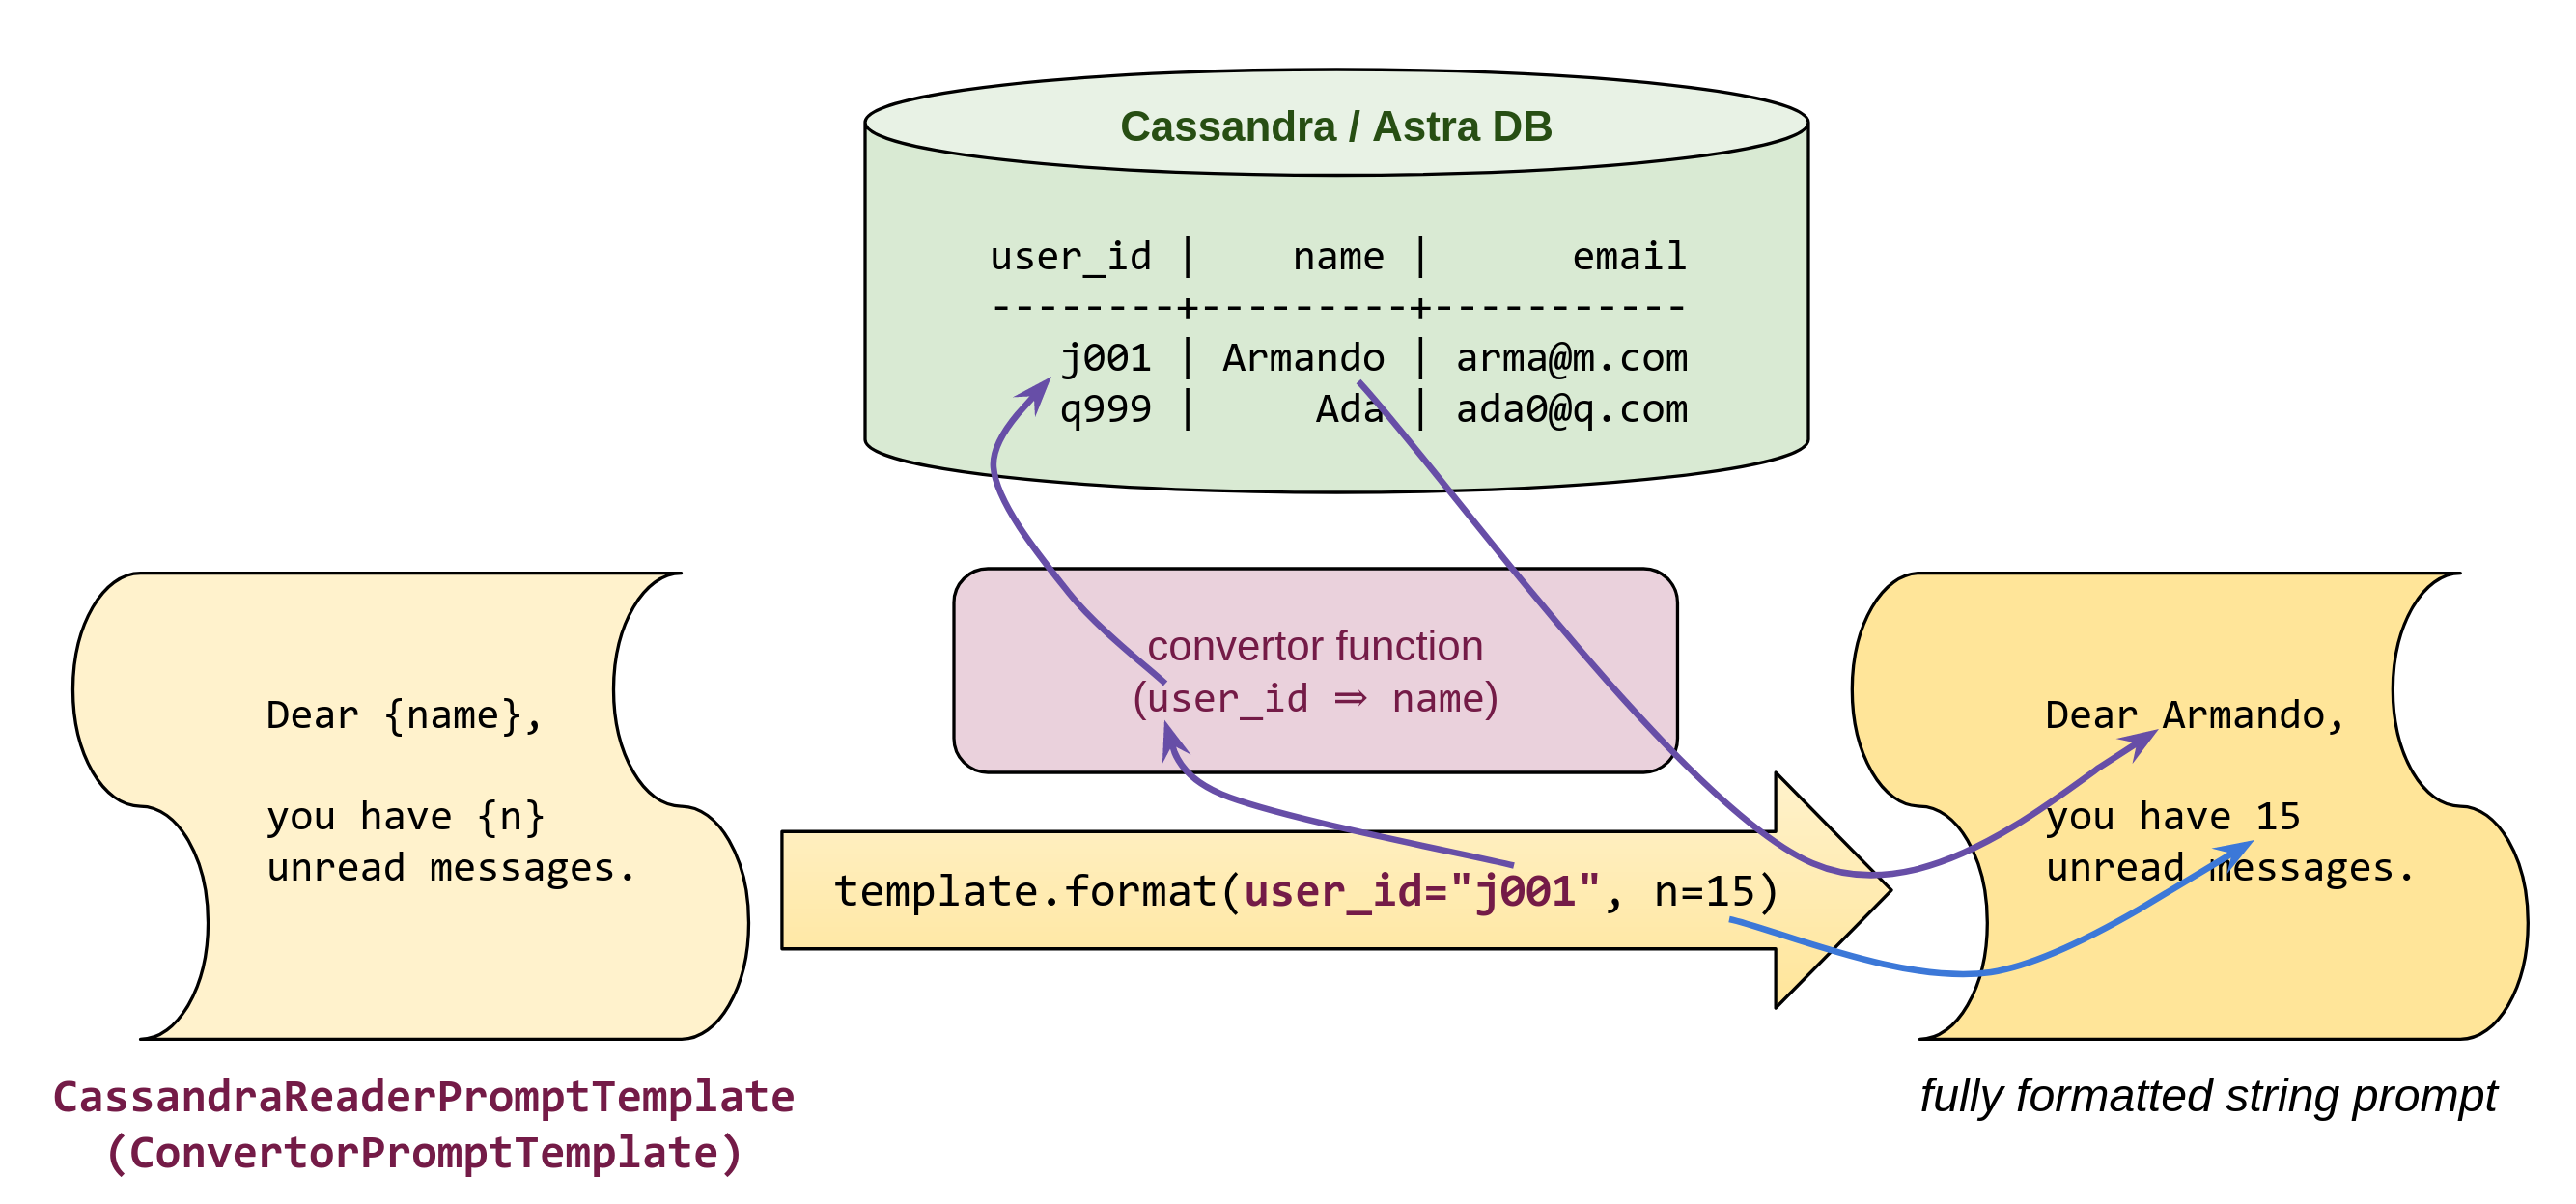 Cassandra / Astra DB
user_id |    name |      email
--------+---------+-----------
   j001 | Armando | arma@m.com
   q999 |     Ada | ada0@q.com
convertor function
(user_id ⇒ name)
Dear {name},
you have {n}
unread messages.
template.format(user_id="j001", n=15)
Dear Armando,
you have 15
unread messages.
CassandraReaderPromptTemplate
(ConvertorPromptTemplate)
fully formatted string prompt